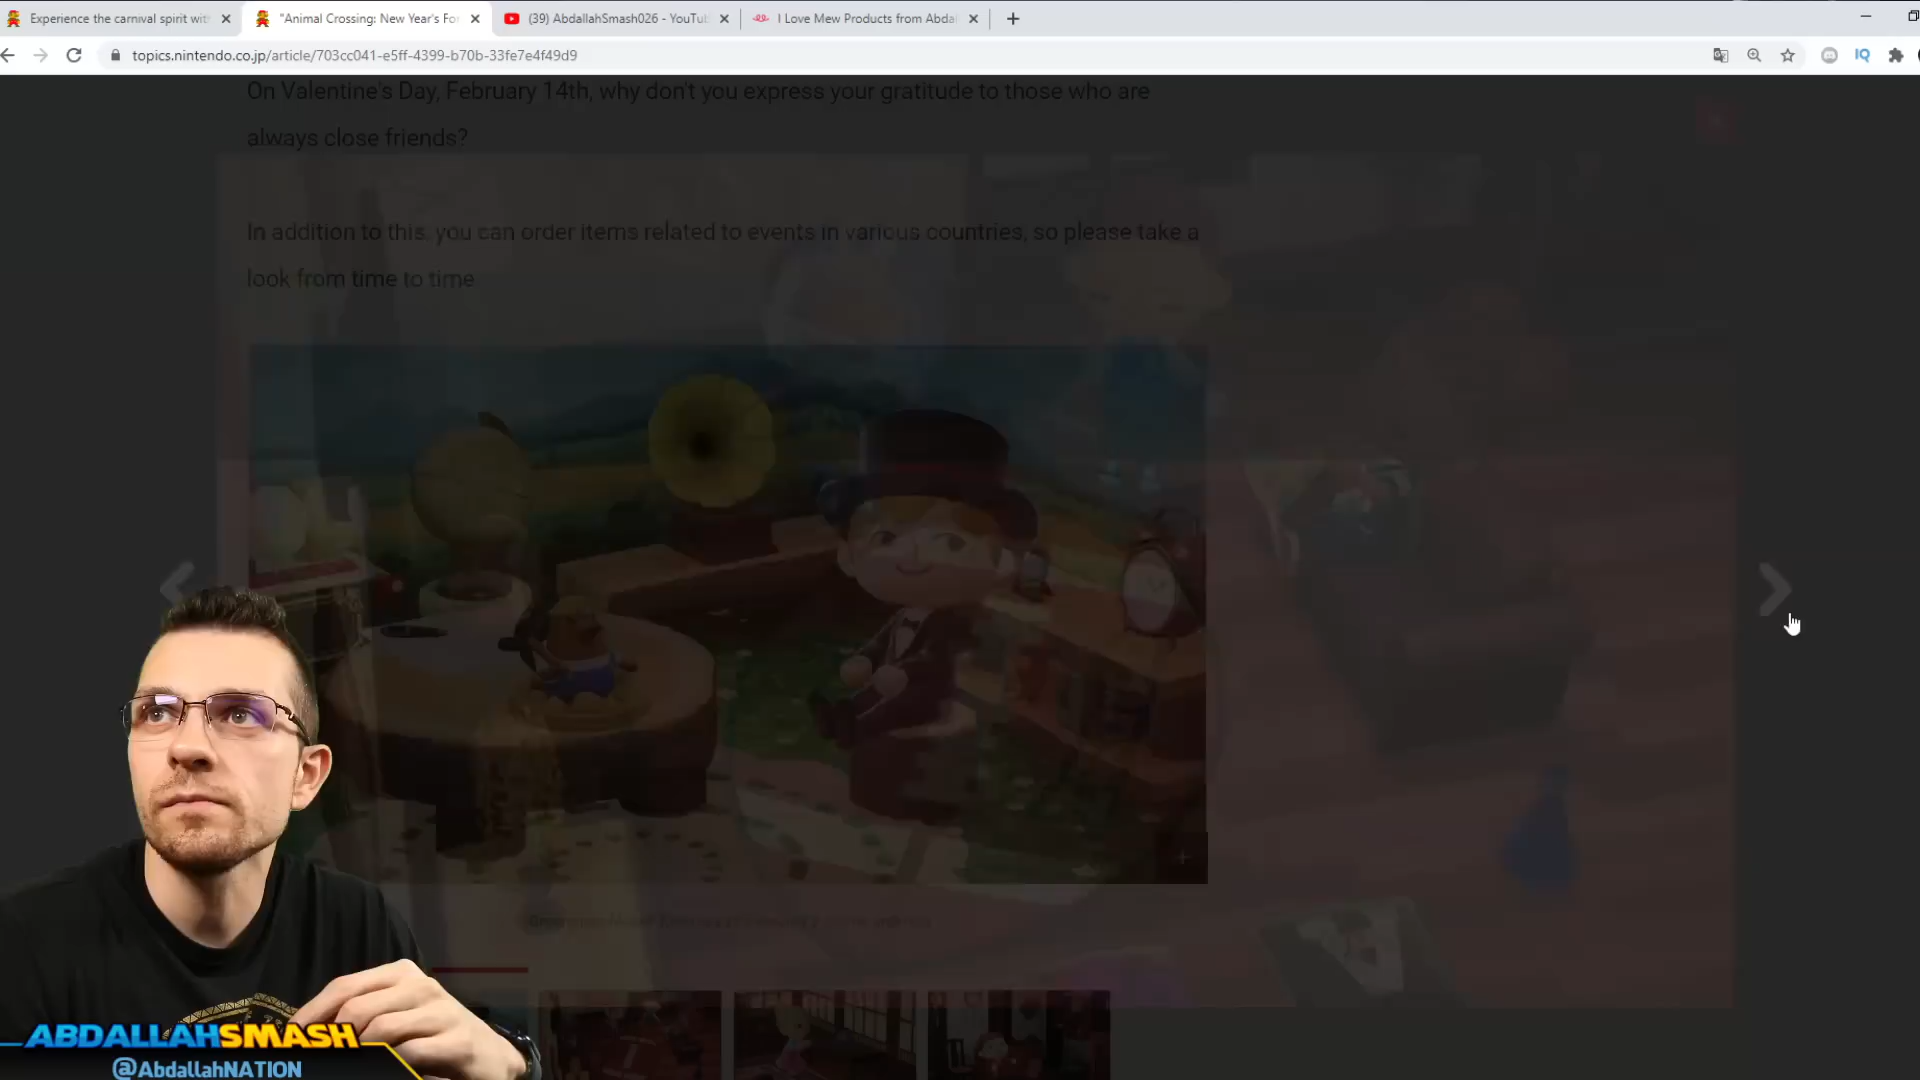 Experience the carnival spirit wit
"Animal Crossing: New Year's Fo
(39) AbdallahSmash026 - YouTu
I Love Mew Products from Abda
topics.nintendo.co.jp/article/703cc041-e5ff-4399-b70b-33fe7e4f49d9
IQ
On Valentine's Day, February 14th, why don't you express your gratitude to those who are
always close friends?
In addition to this, you can order items related to events in various countries, so please take a
look from time to time
ABDALLAHSMASH
@AbdallahNATION